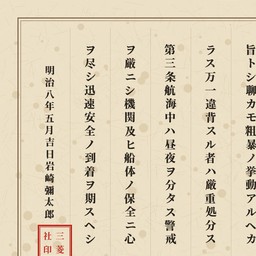 旨トシ聊カモ粗暴ノ挙動アルヘカ
ラス万一違背スル者ハ厳重処分ス
第三条航海中ハ昼夜ヲ分タス警戒
ヲ厳ニシ機関及ヒ船体ノ保全ニ心
ヲ尽シ迅速安全ノ到着ヲ期スヘシ
明治八年五月吉日岩崎彌太郎
三菱
社印